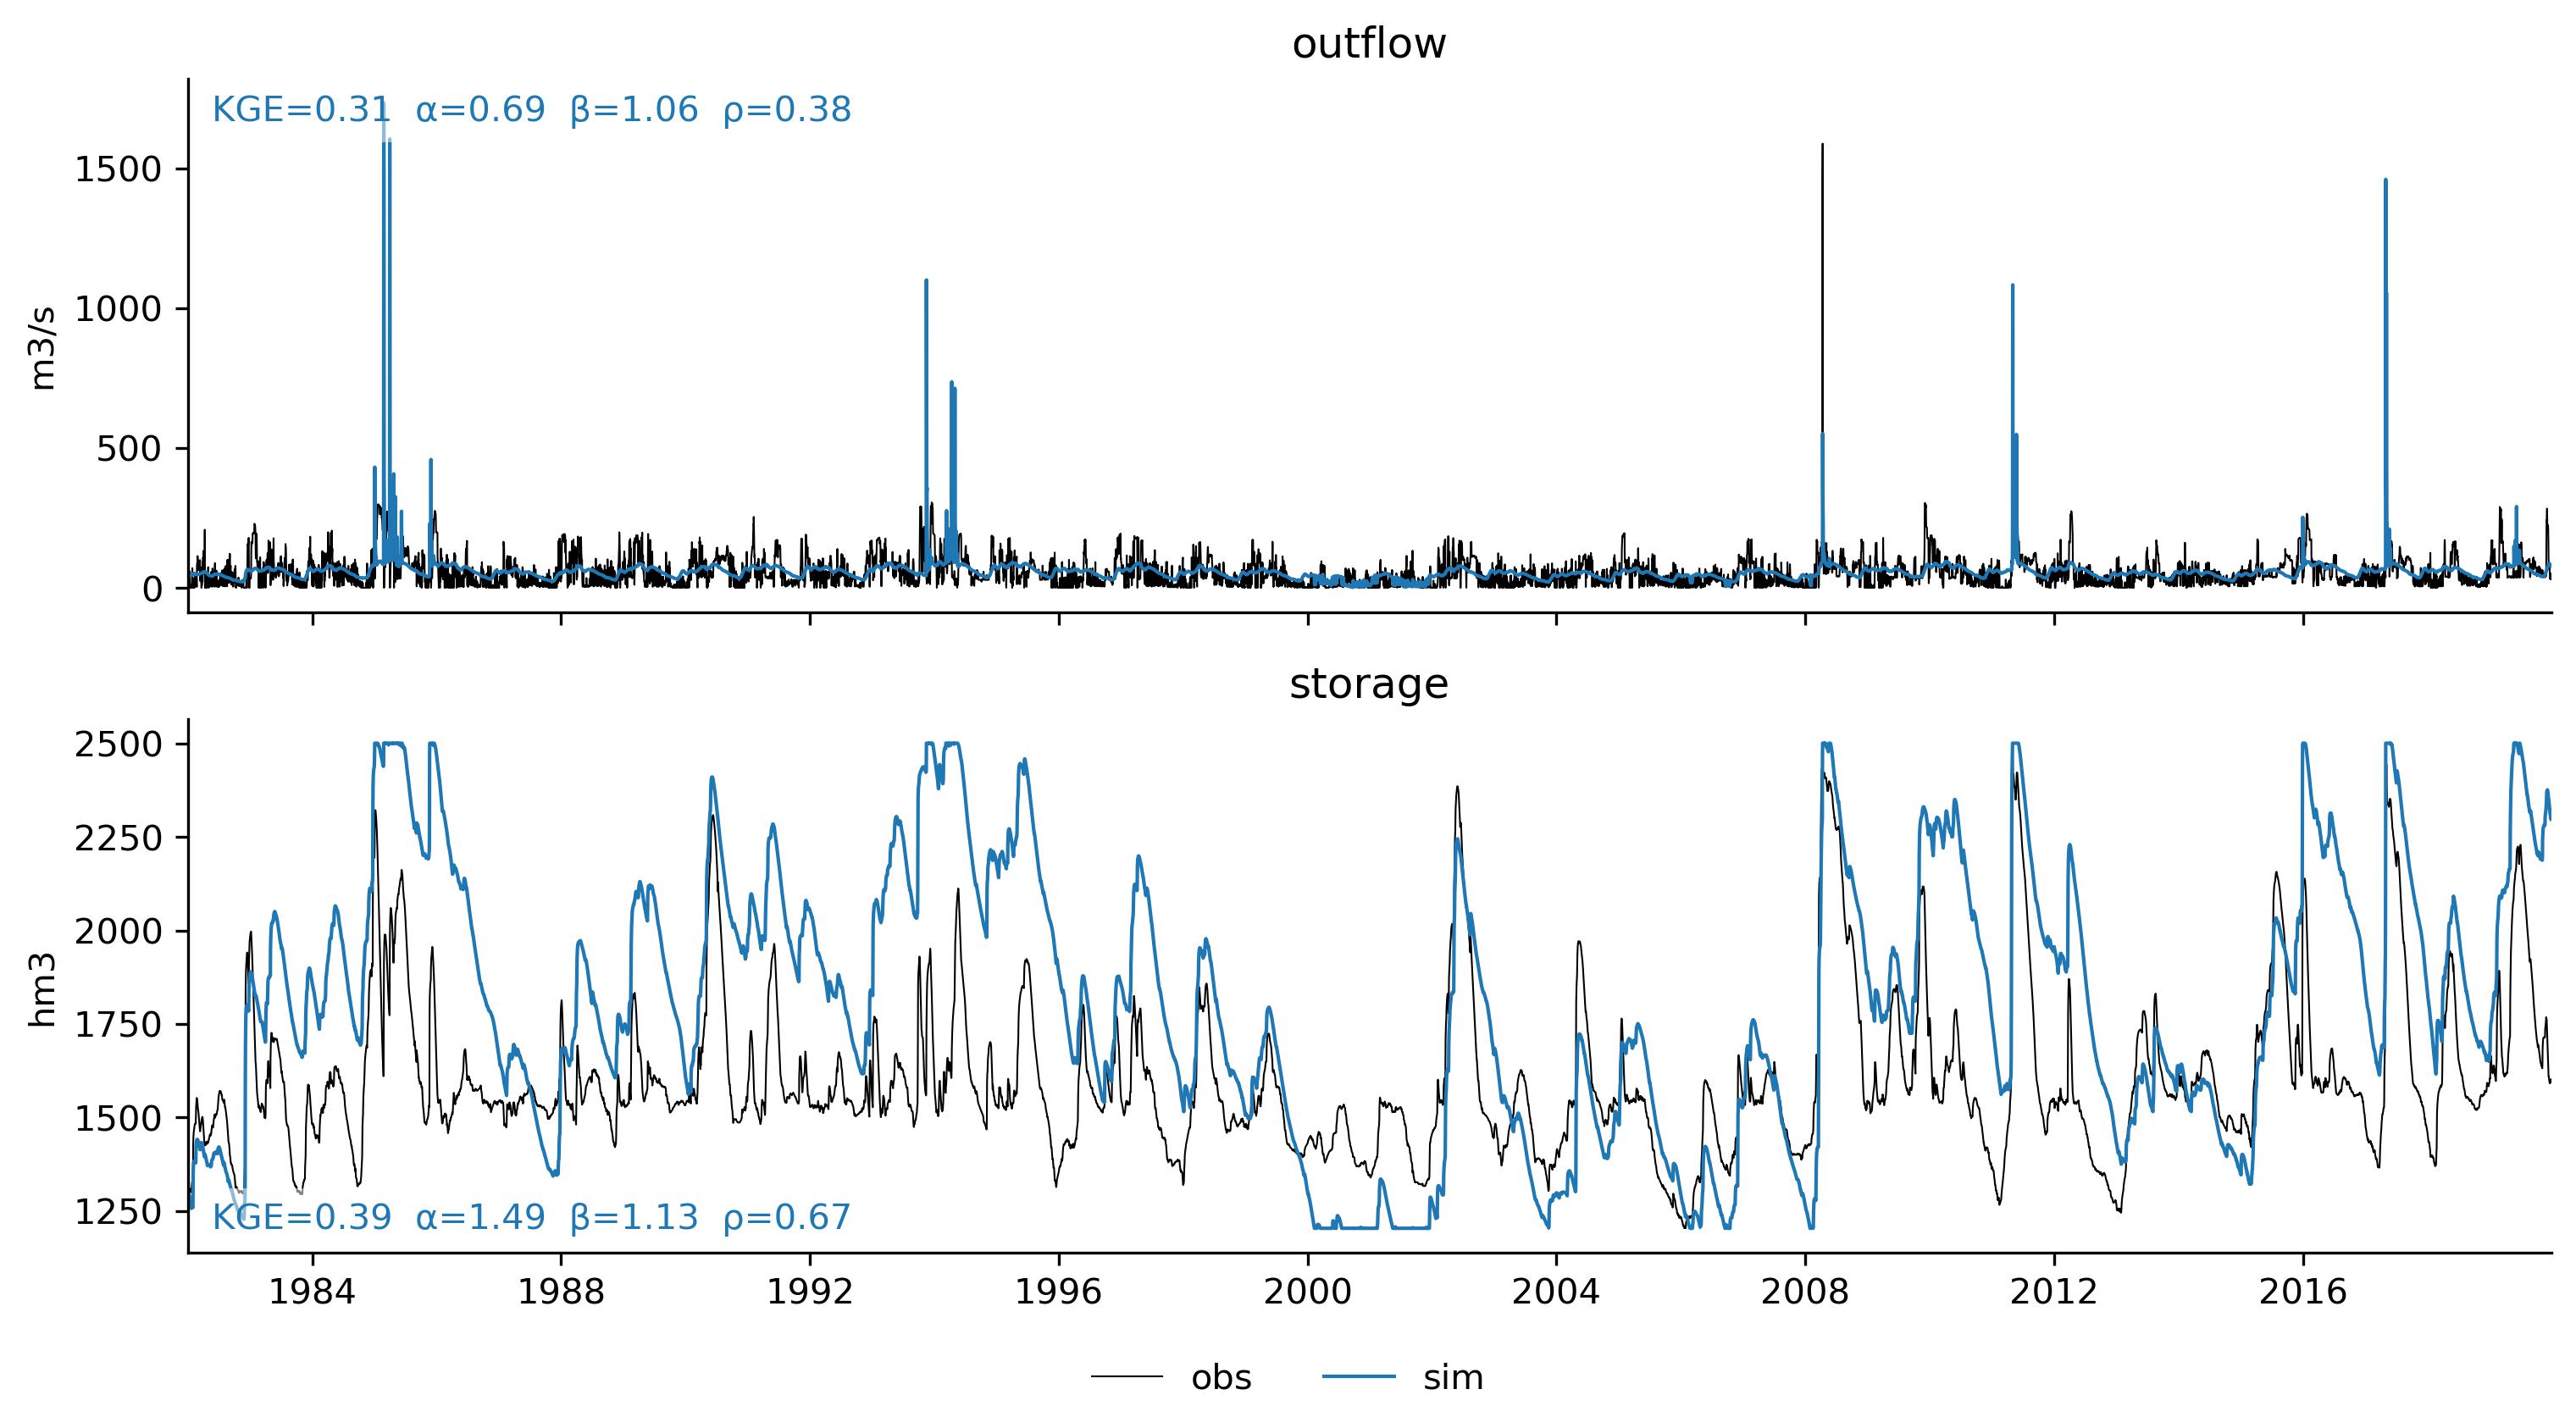 outflow
KGE=0.31 α=0.69 β=1.06 ρ=0.38
1500
1000
500
0
m3/s
storage
2500
2250
2000
1750
1500
1250
hm3
KGE=0.39 α=1.49 β=1.13 ρ=0.67
1984 1988 1992 1996 2000 2004 2008 2012 2016
obs sim